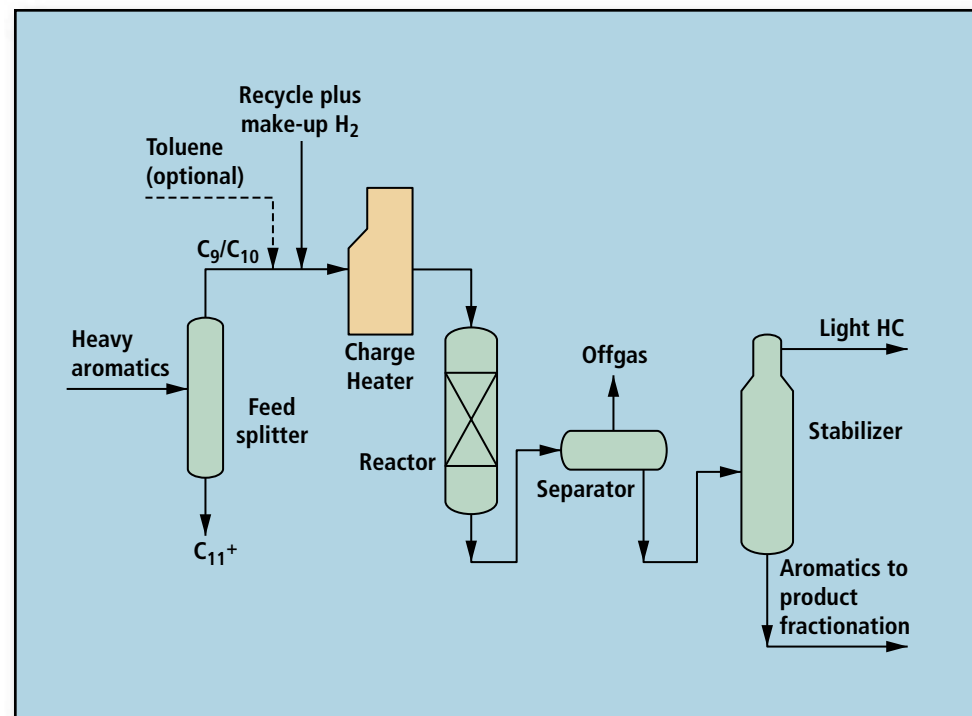 Recycle plus
make-up H₂
Toluene
(optional)
C₉/C₁₀
Heavy
aromatics
Charge
Heater
Feed
splitter
C₁₁⁺
Reactor
Offgas
Separator
Light HC
Stabilizer
Aromatics to
product
fractionation